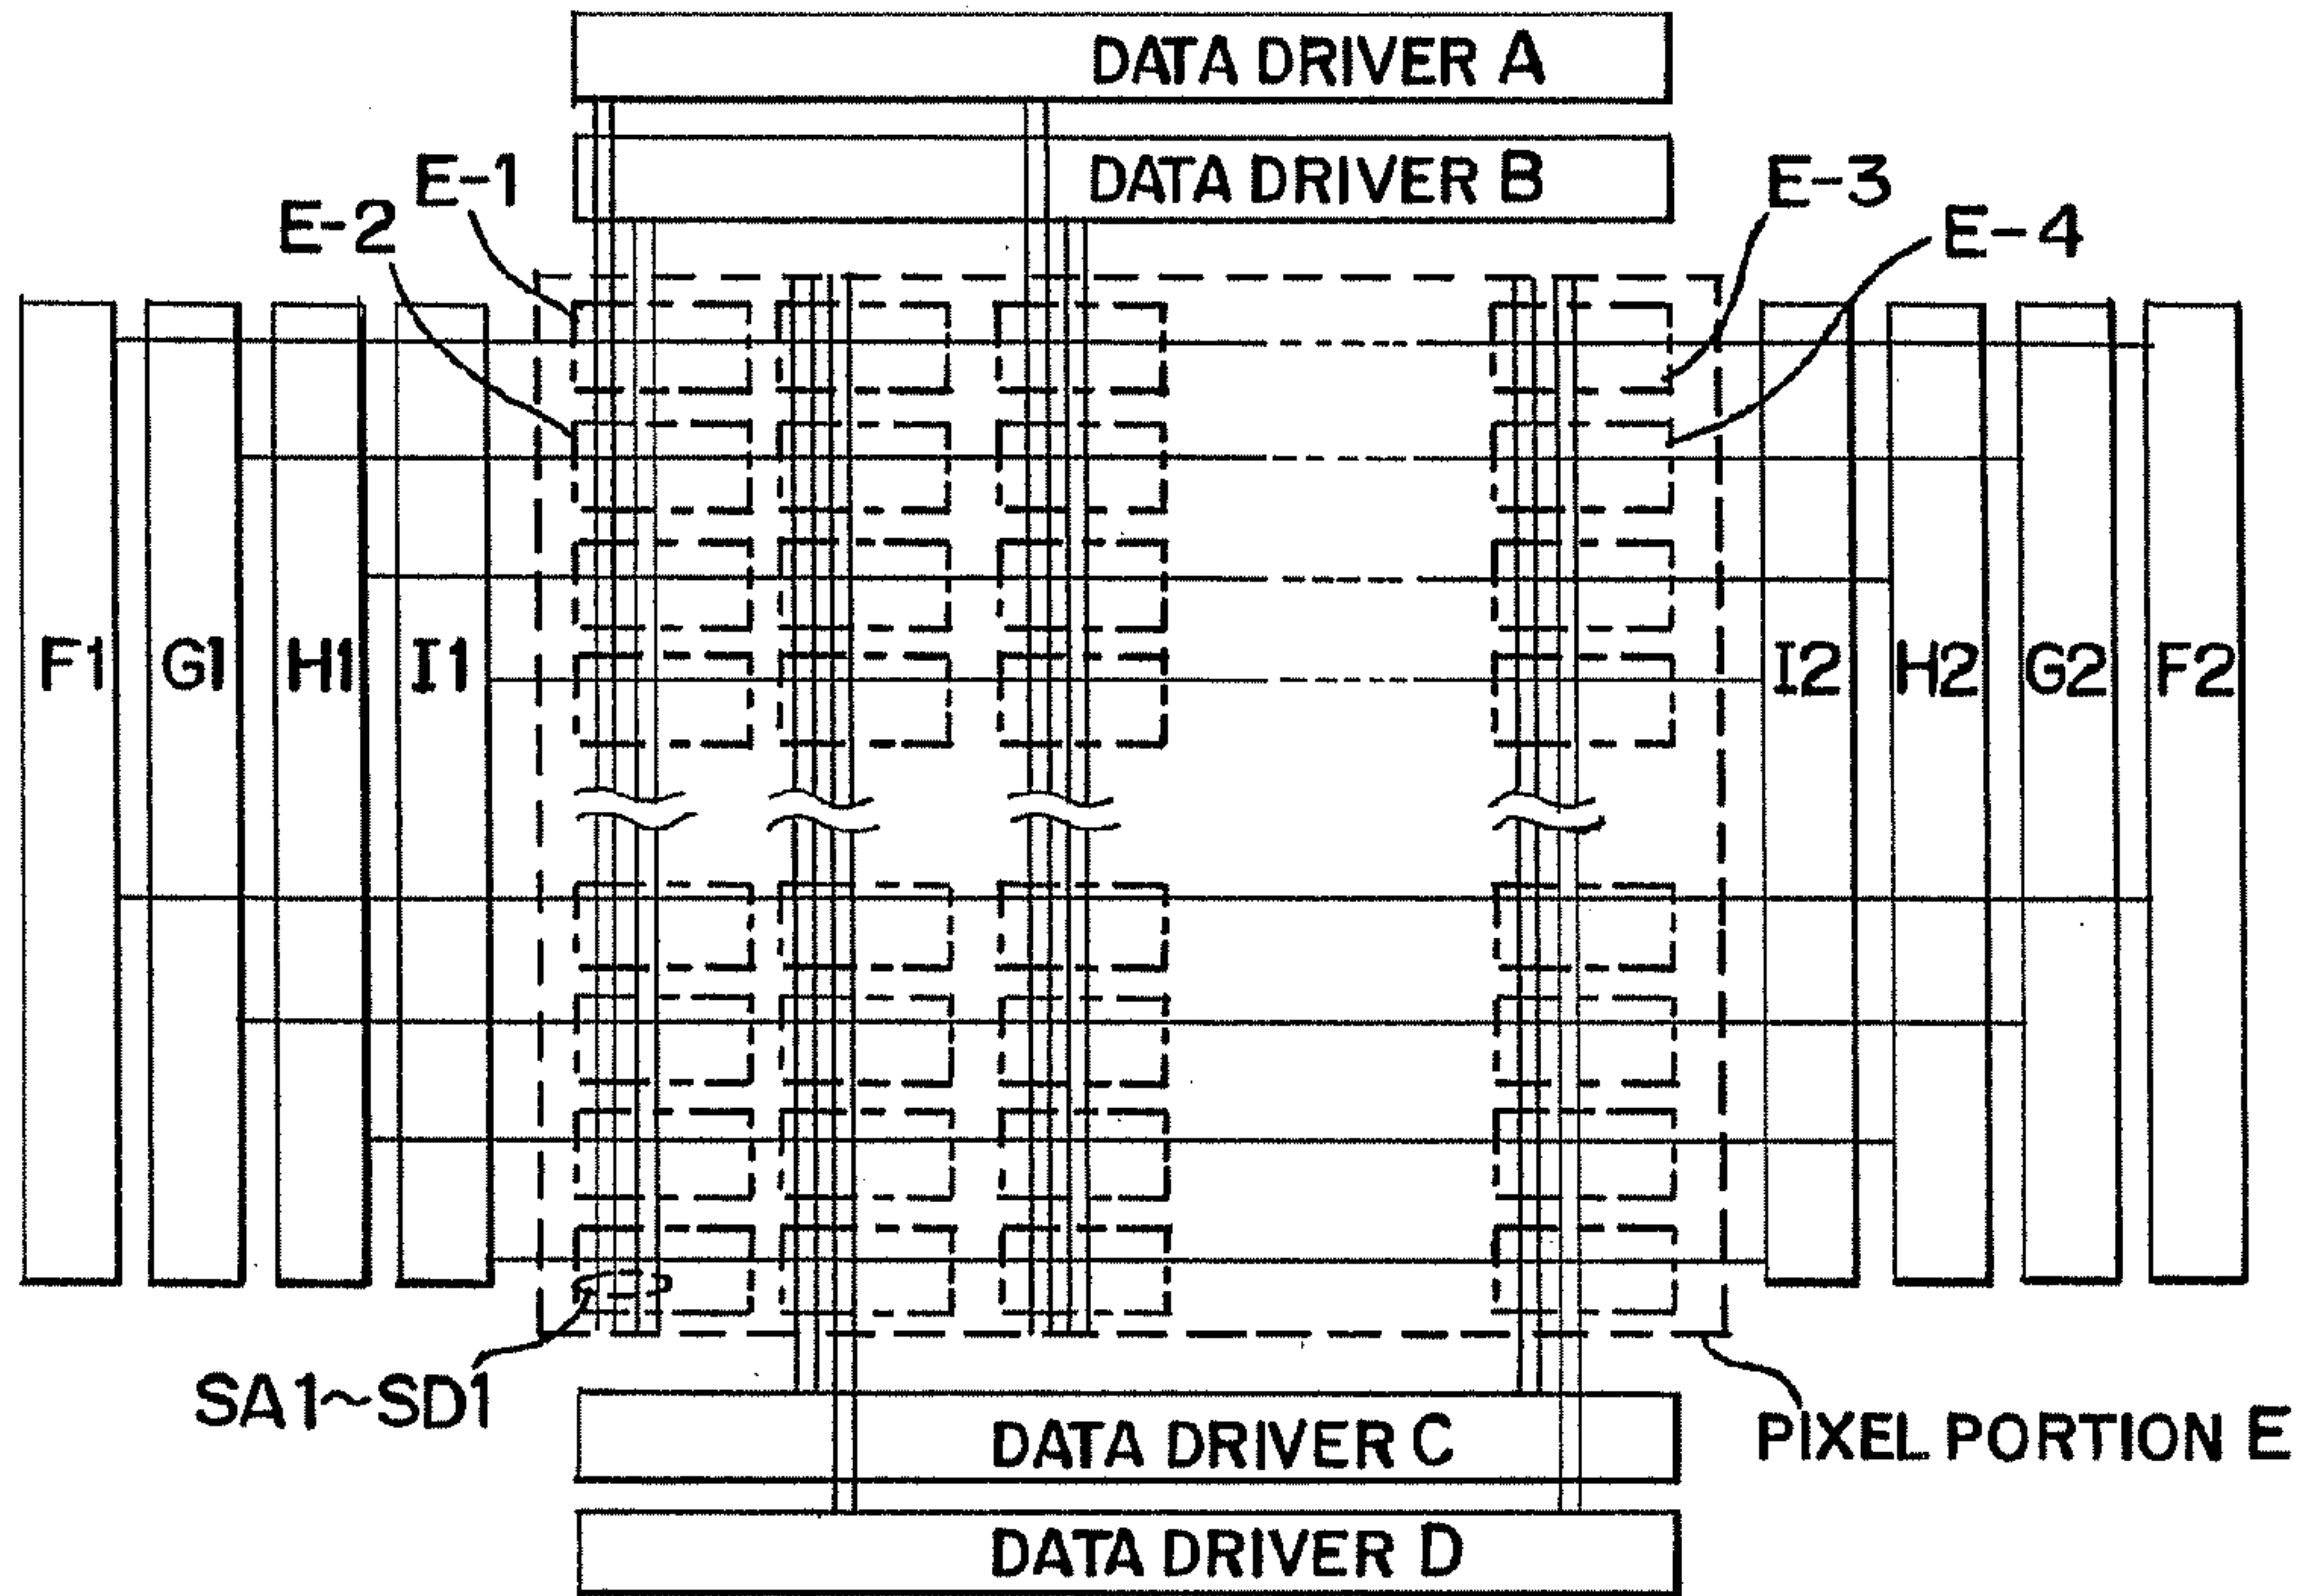 DATA DRIVER A
DATA DRIVER B
E-1
E-2
E-3
E-4
F1
G1
H1
I1
I2
H2
G2
F2
SA1~SD1
DATA DRIVER C
PIXEL PORTION E
DATA DRIVER D